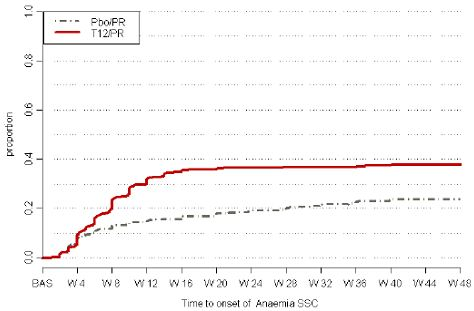 Pbo/PR
T12/PR
1.0
0.8
0.6
0.4
0.2
0.0
proportion
BAS W 4 W 8 W 12 W 16 W 20 W 24 W 28 W 32 W 36 W 40 W 44 W 48
Time to onset of Anaemia SSC